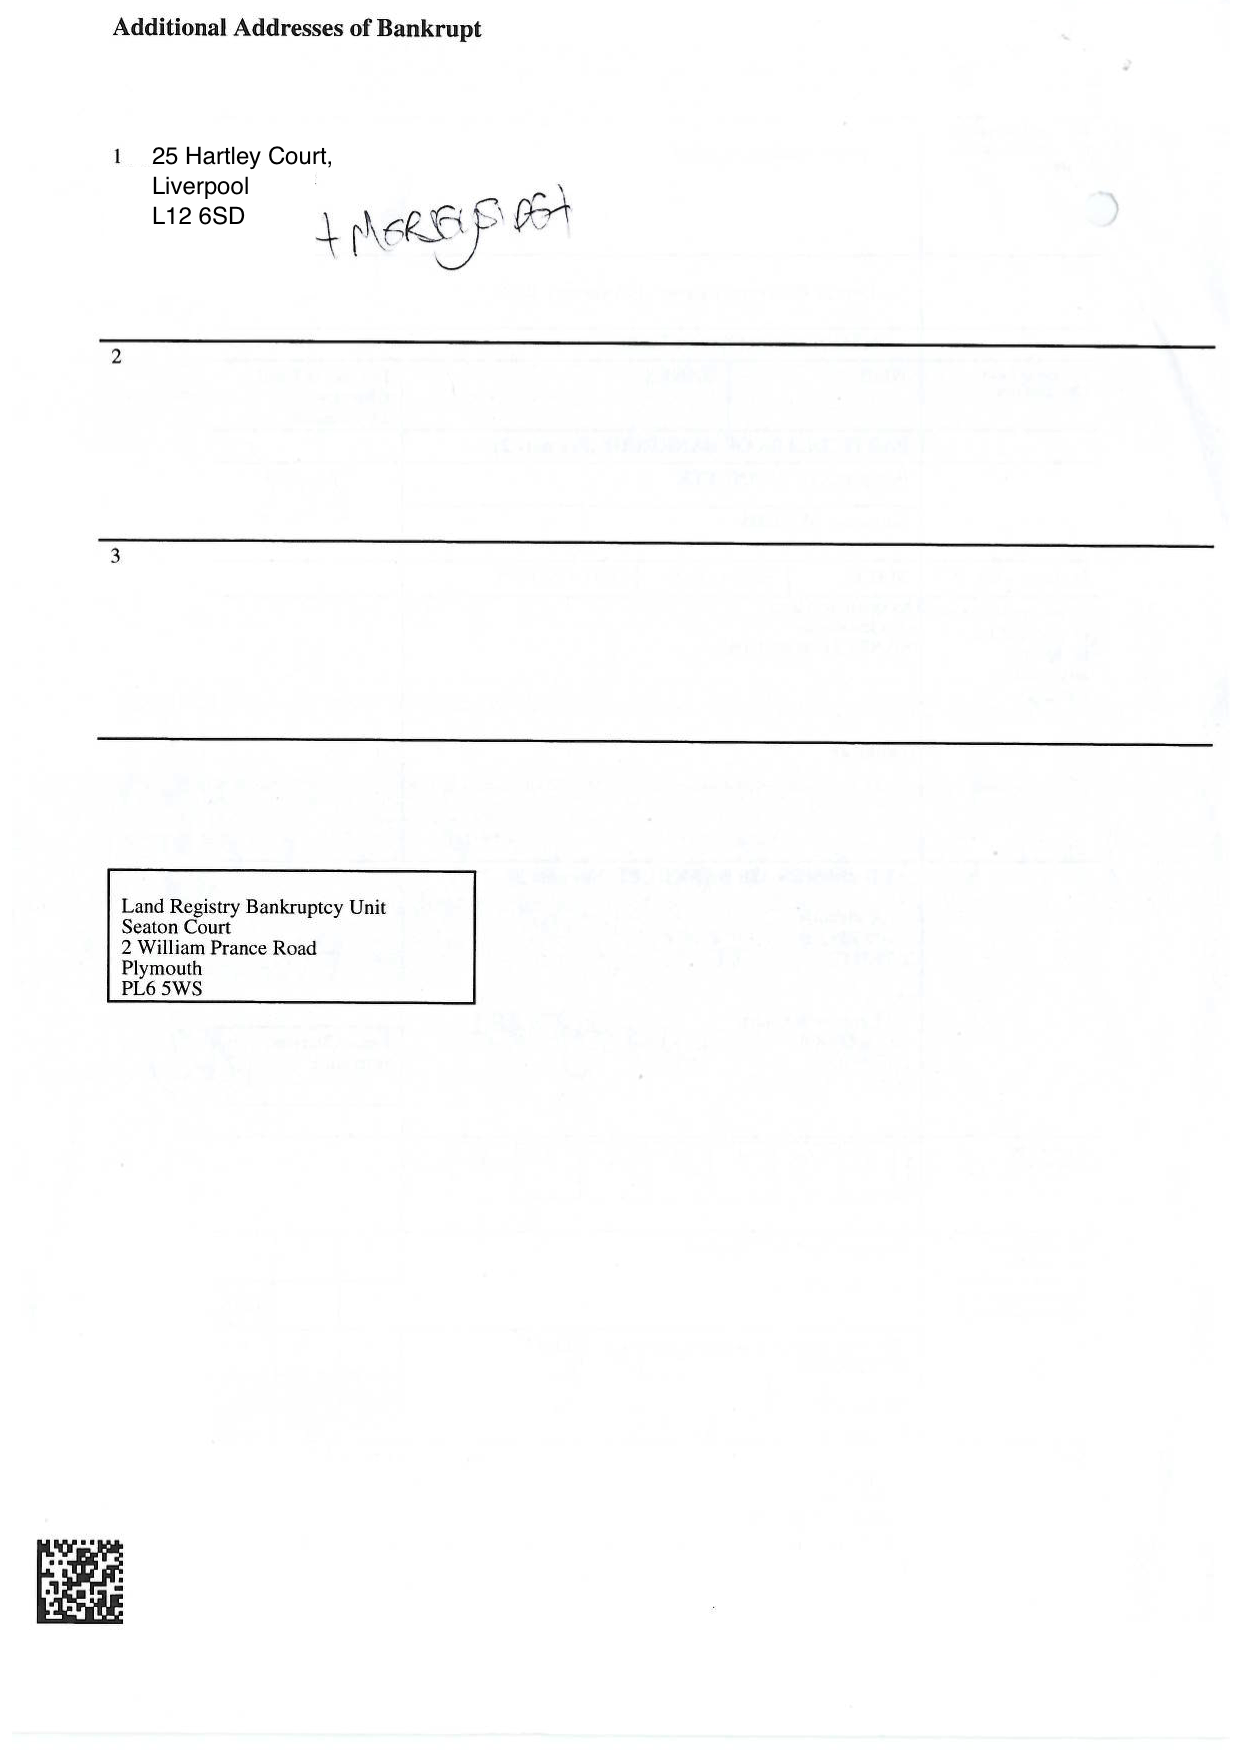 Additional Addresses of Bankrupt
1 25 Hartley Court,
Liverpool
L12 6SD
+ MERSEYSIDE +
2
3
Land Registry Bankruptcy Unit
Seaton Court
2 William Prance Road
Plymouth
PL6 5WS